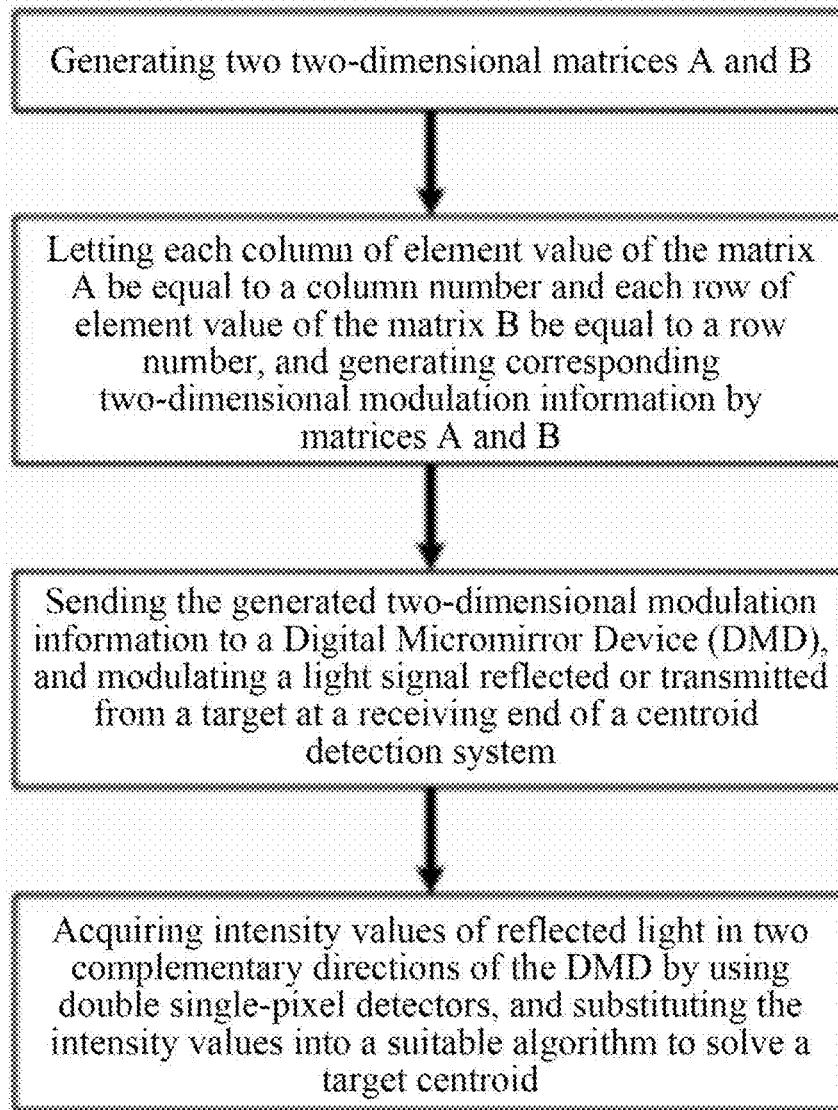 Generating two two-dimensional matrices A and B
Letting each column of element value of the matrix
A be equal to a column number and each row of
element value of the matrix B be equal to a row
number, and generating corresponding
two-dimensional modulation information by
matrices A and B
Sending the generated two-dimensional modulation
information to a Digital Micromirror Device (DMD),
and modulating a light signal reflected or transmitted
from a target at a receiving end of a centroid
detection system
Acquiring intensity values of reflected light in two
complementary directions of the DMD by using
double single-pixel detectors, and substituting the
intensity values into a suitable algorithm to solve a
target centroid